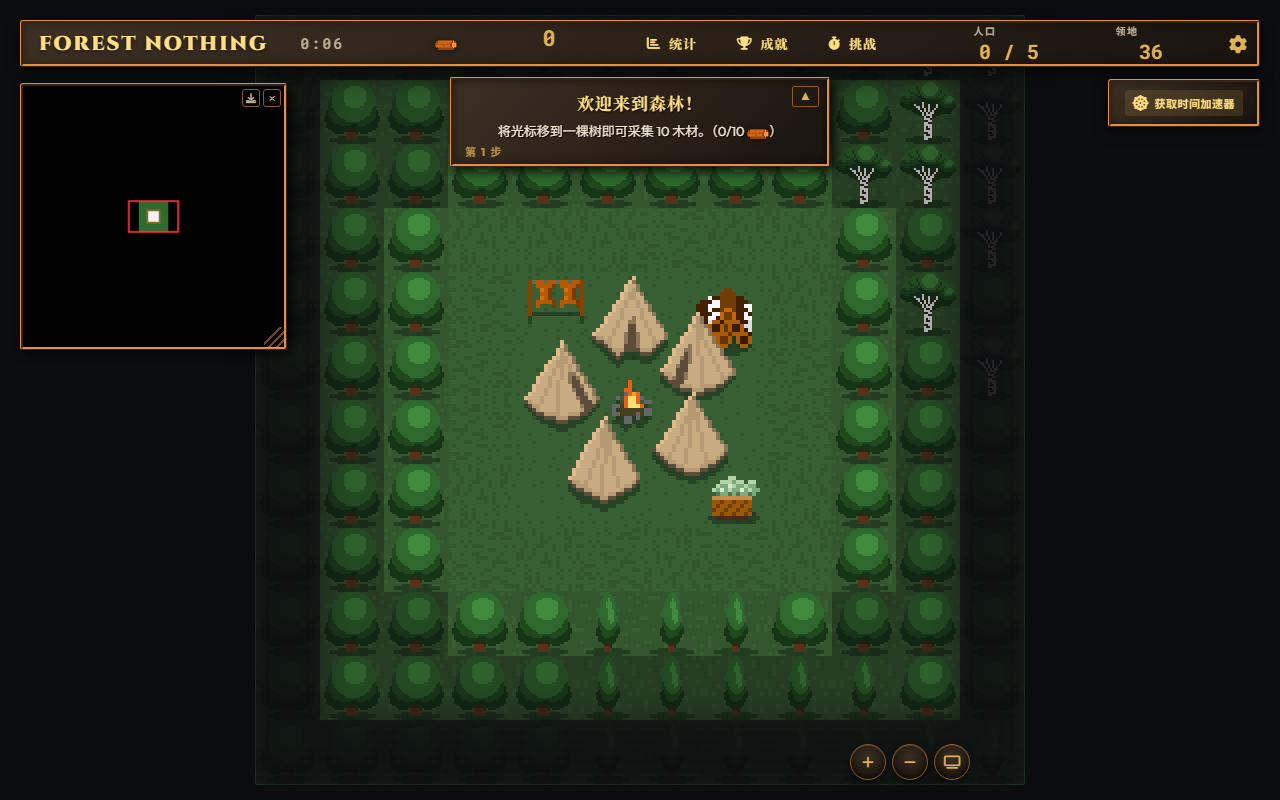 FOREST NOTHING
0:06
0
统计
成就
挑战
人口
0 / 5
领地
36
欢迎来到森林！
将光标移到一棵树即可采集 10 木材。（0/10 ）
第 1 步
获取时间加速器